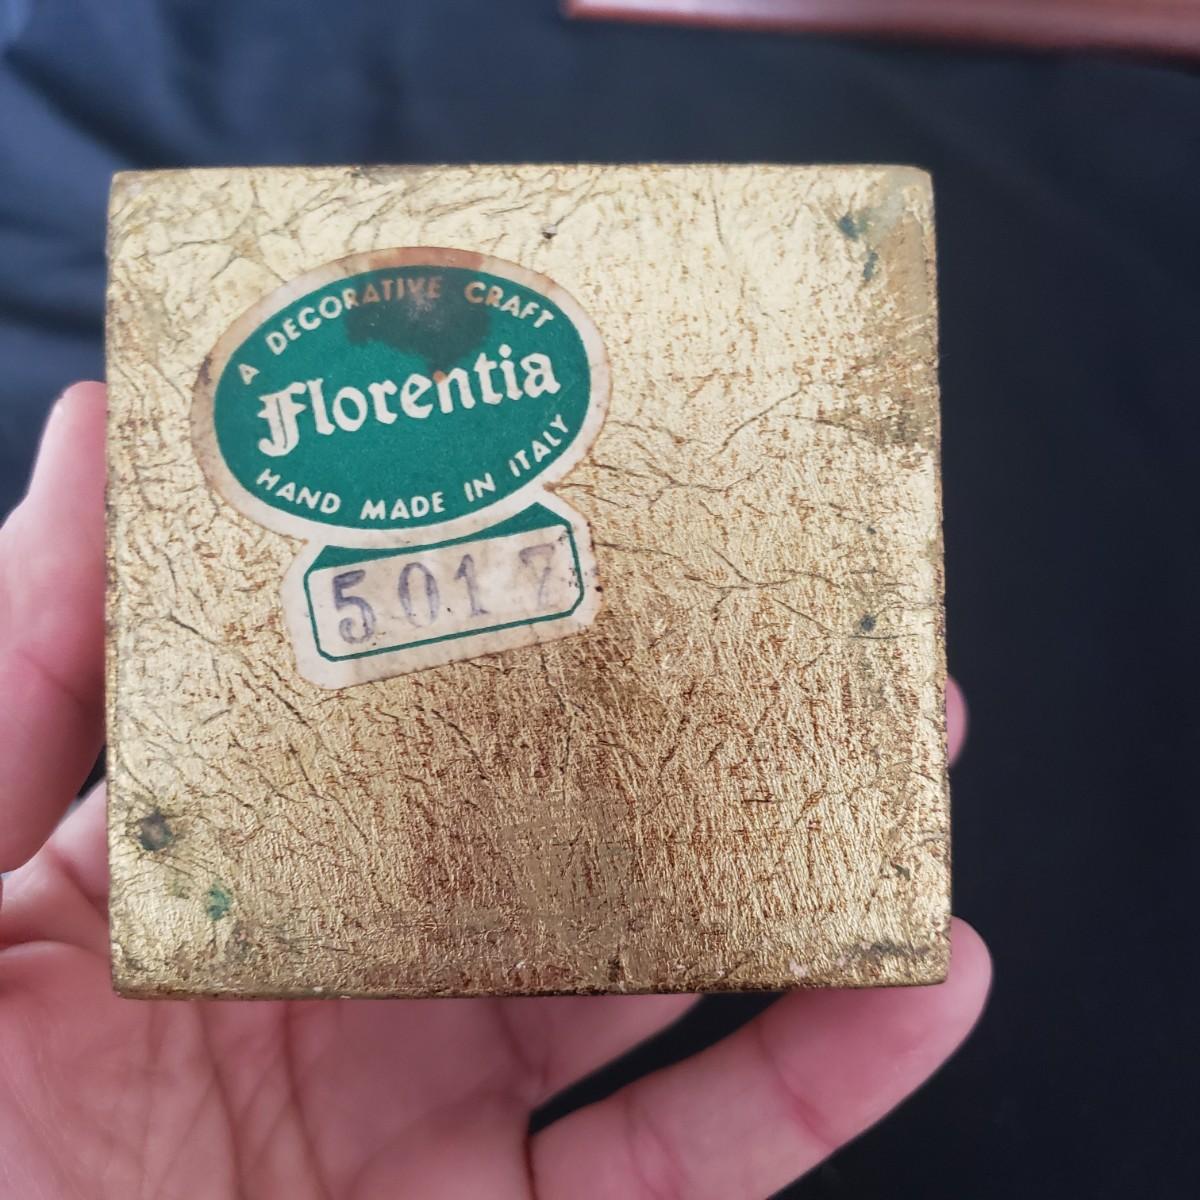 A DECORATIVE CRAFT
Florentia
HAND MADE IN ITALY
5017